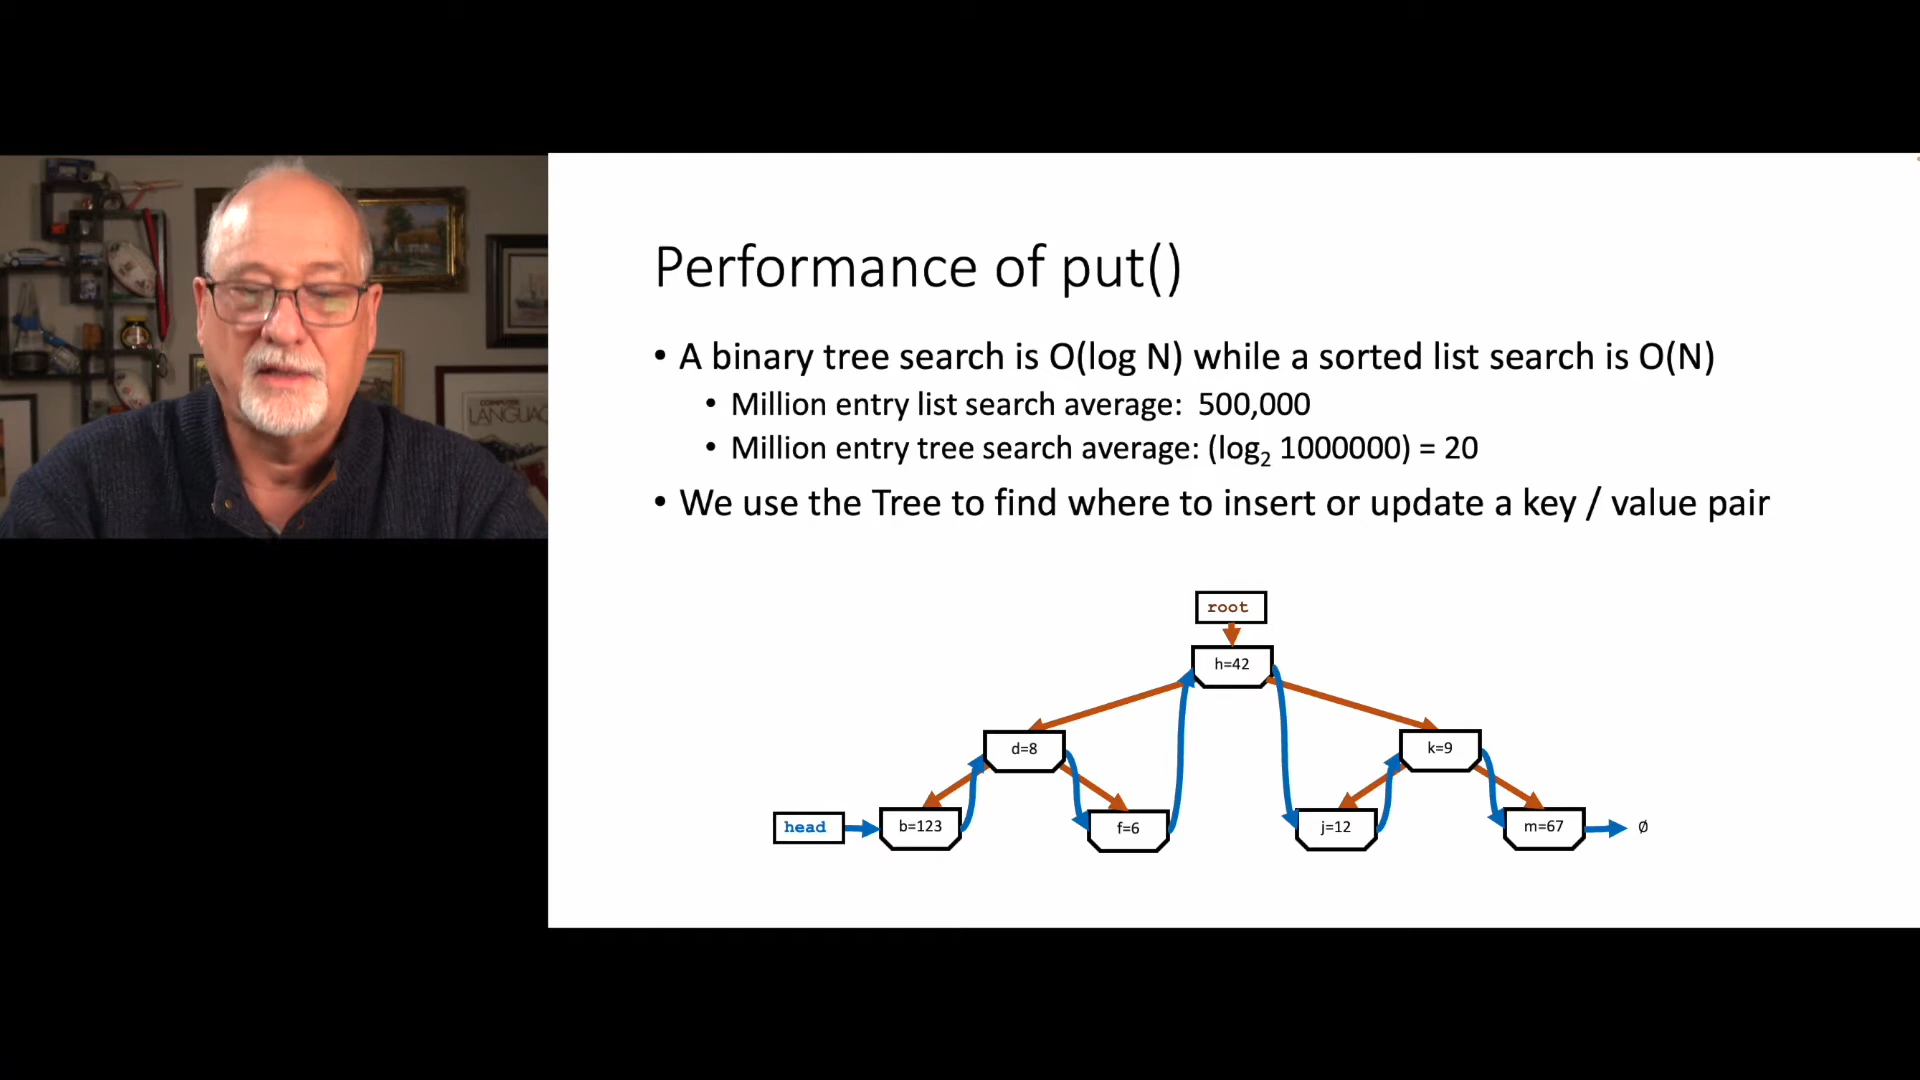 COMPUTER
LANGUAG
Performance of put()
• A binary tree search is O(log N) while a sorted list search is O(N)
• Million entry list search average: 500,000
• Million entry tree search average: (log2 1000000) = 20
• We use the Tree to find where to insert or update a key / value pair
root
h=42
d=8
k=9
head
b=123
f=6
j=12
m=67
Ø